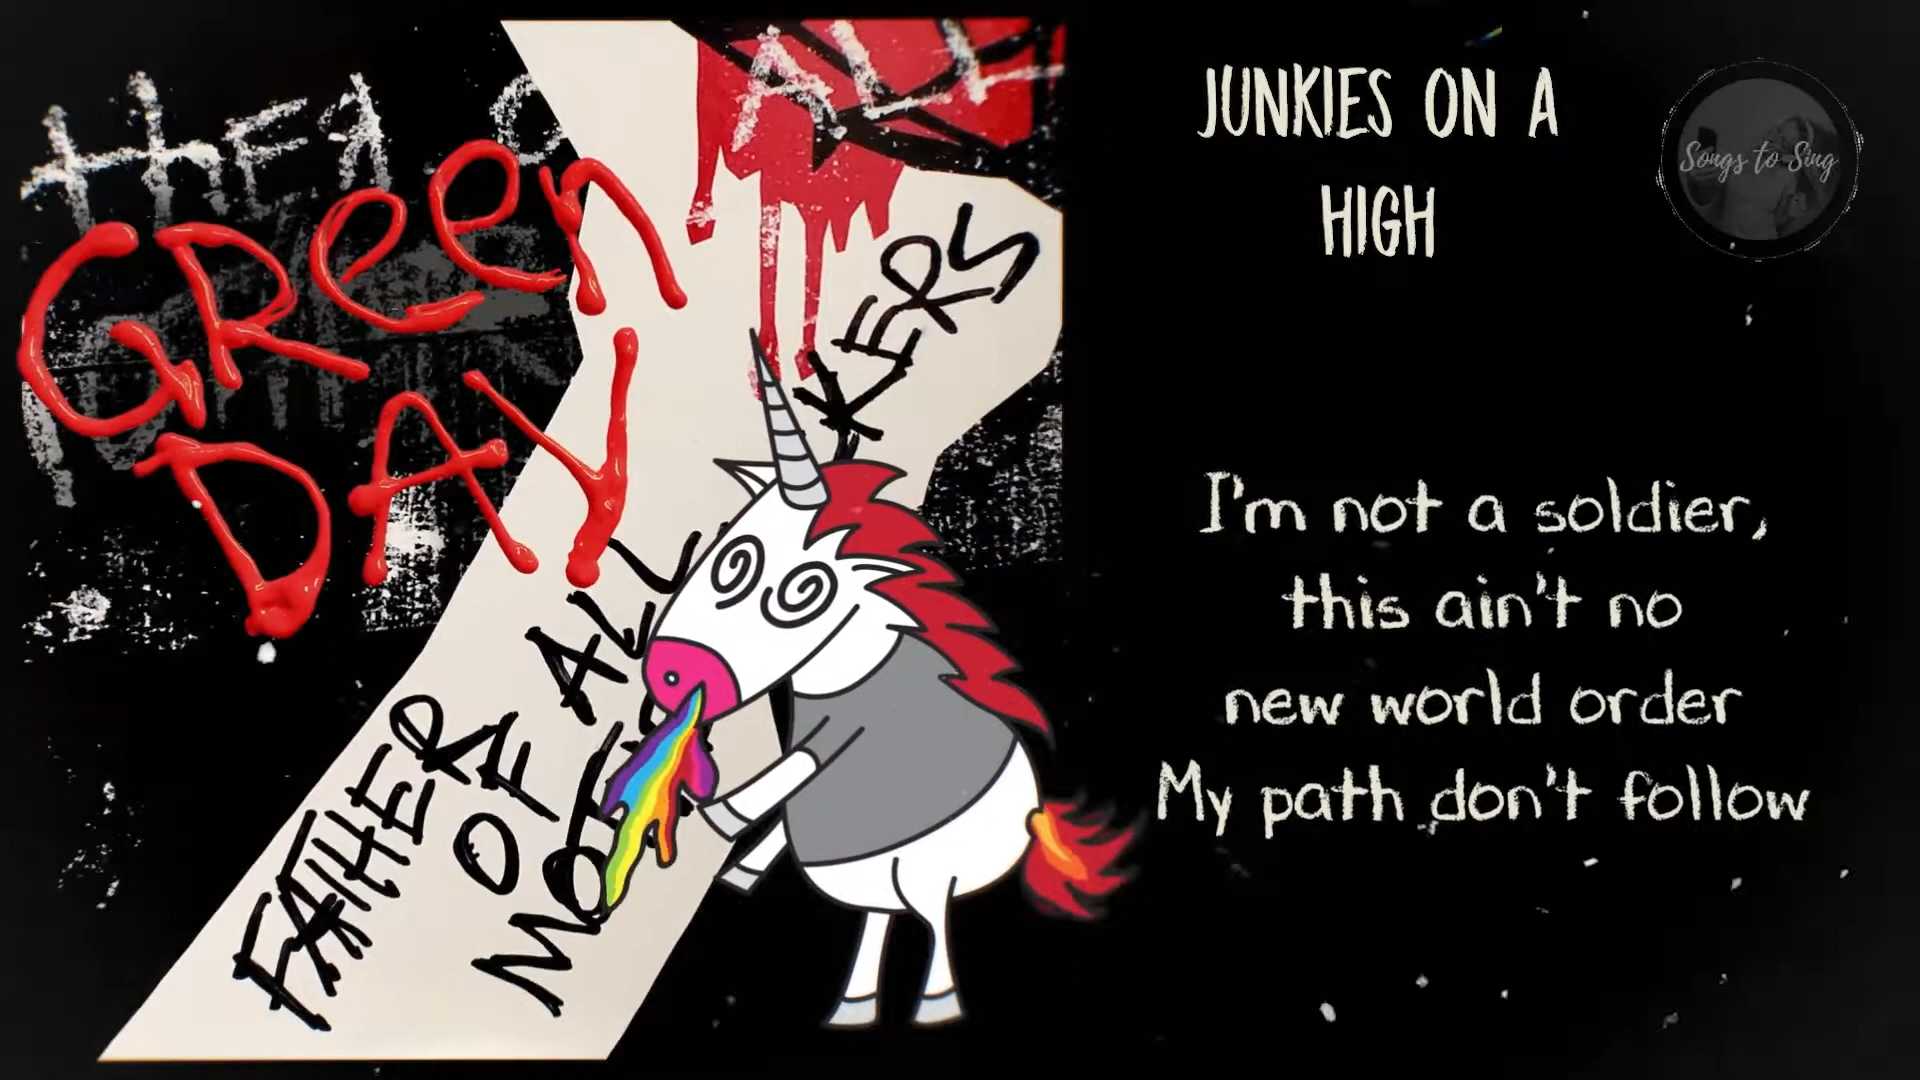 GReen
DAY
ALL
KERS
FATHER
OF ALL
JUNKIES ON A
HIGH
Songs to Sing
I'm not a soldier,
this ain't no
new world order
My path don't follow